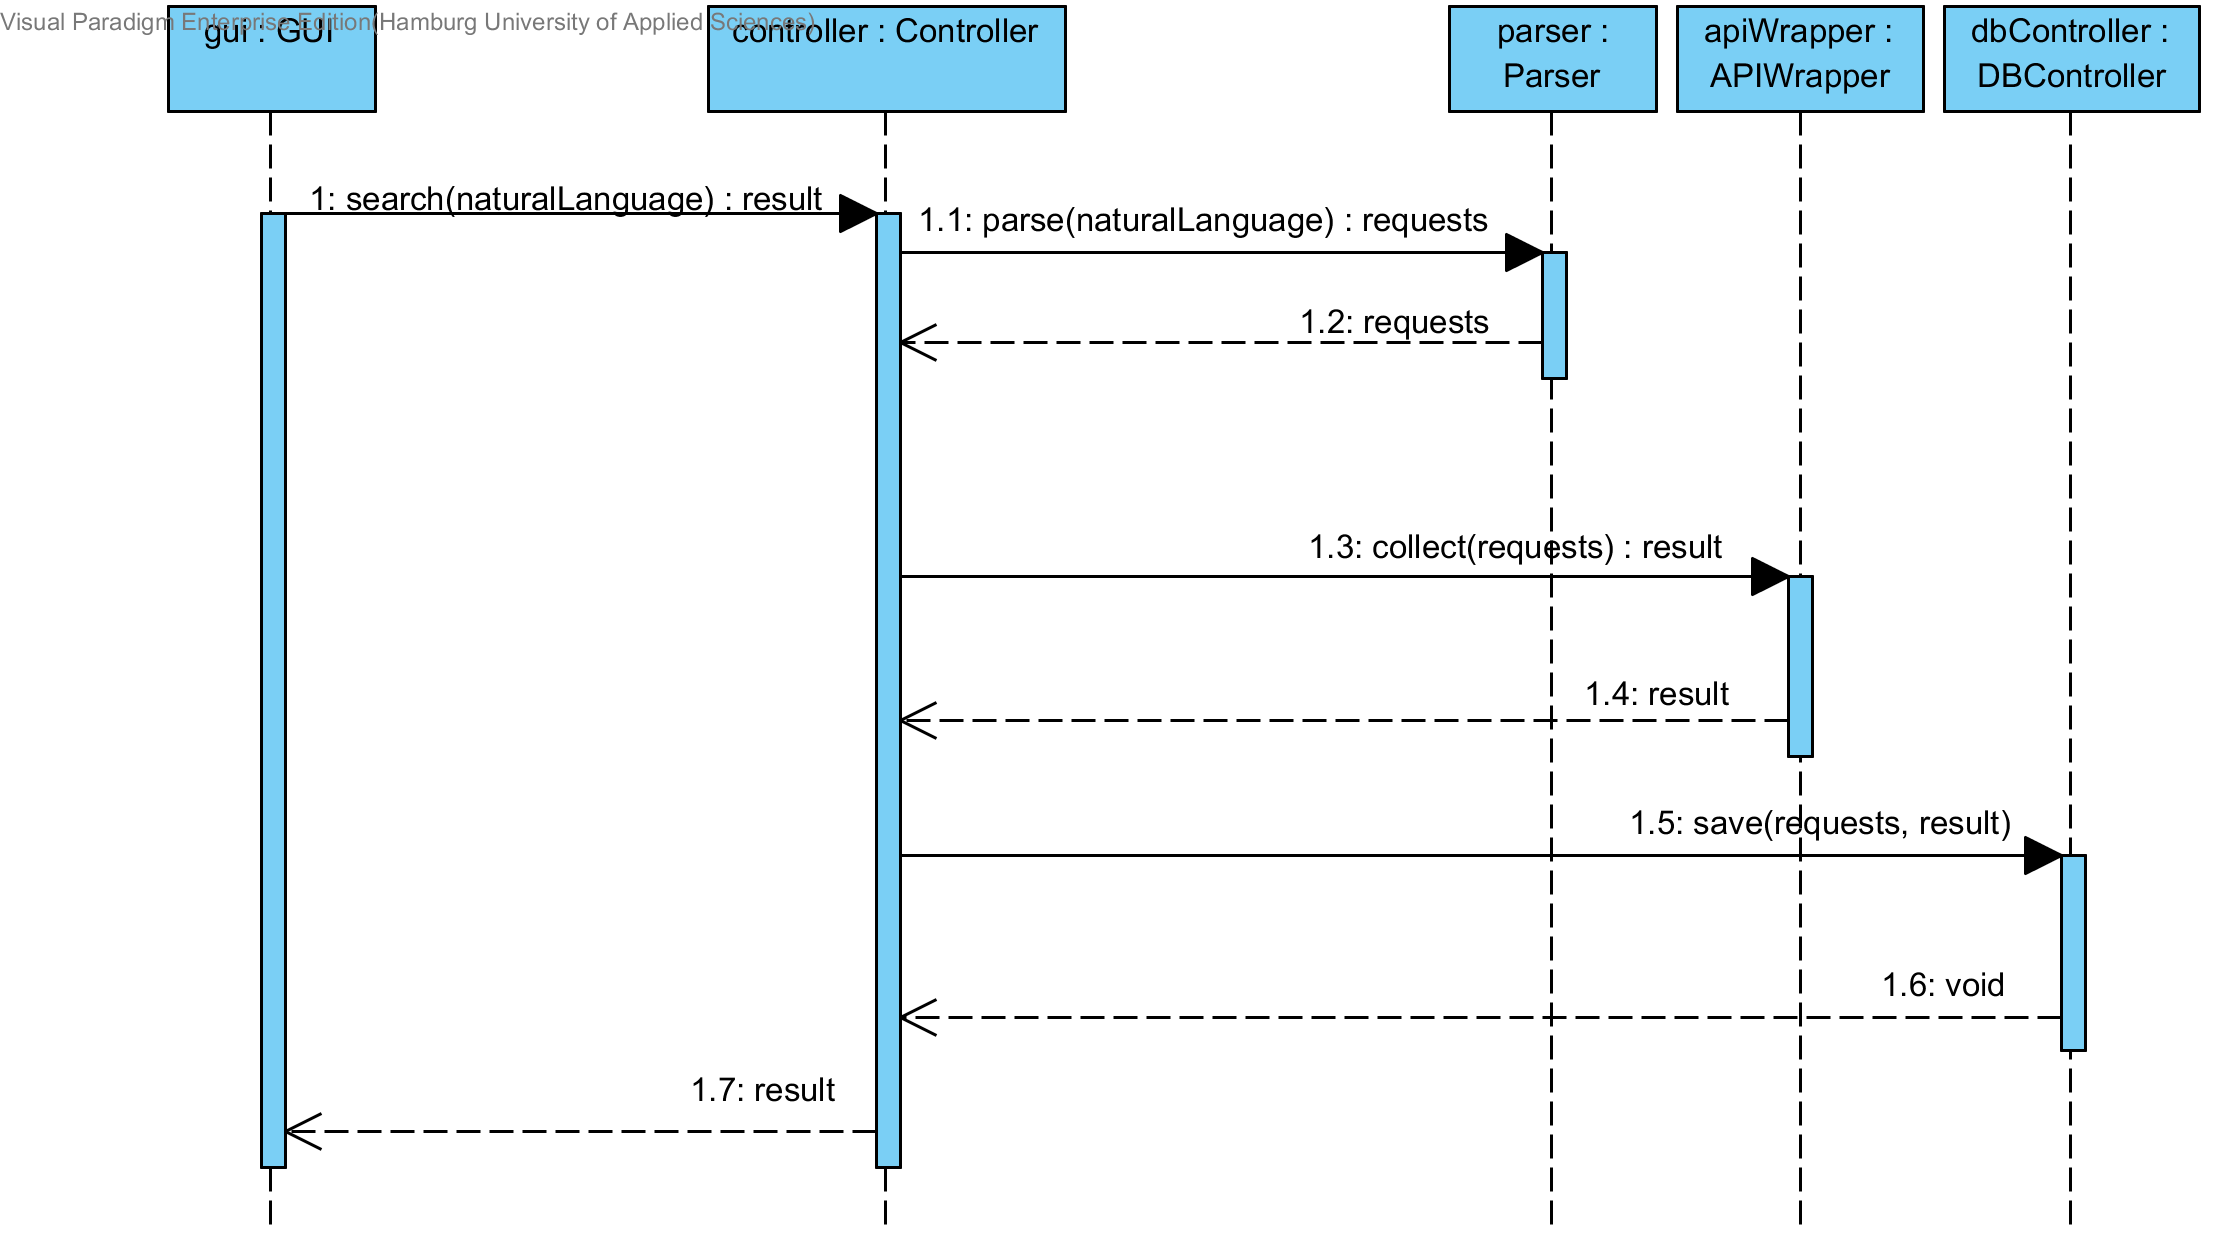 Visual Paradigm Enterprise Edition(Hamburg University of Applied Sciences)
gui : GUI
controller : Controller
parser :
Parser
apiWrapper :
APIWrapper
dbController :
DBController
1: search(naturalLanguage) : result
1.1: parse(naturalLanguage) : requests
1.2: requests
1.3: collect(requests) : result
1.4: result
1.5: save(requests, result)
1.6: void
1.7: result